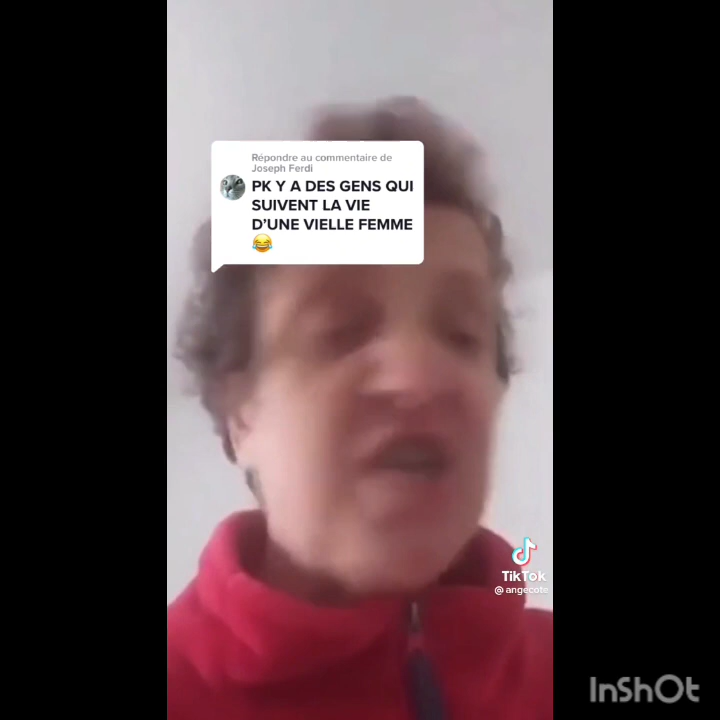 Répondre au commentaire de
Joseph Ferdi
PK Y A DES GENS QUI
SUIVENT LA VIE
D’UNE VIELLE FEMME
😂
TikTok
@ angecote
InShOt